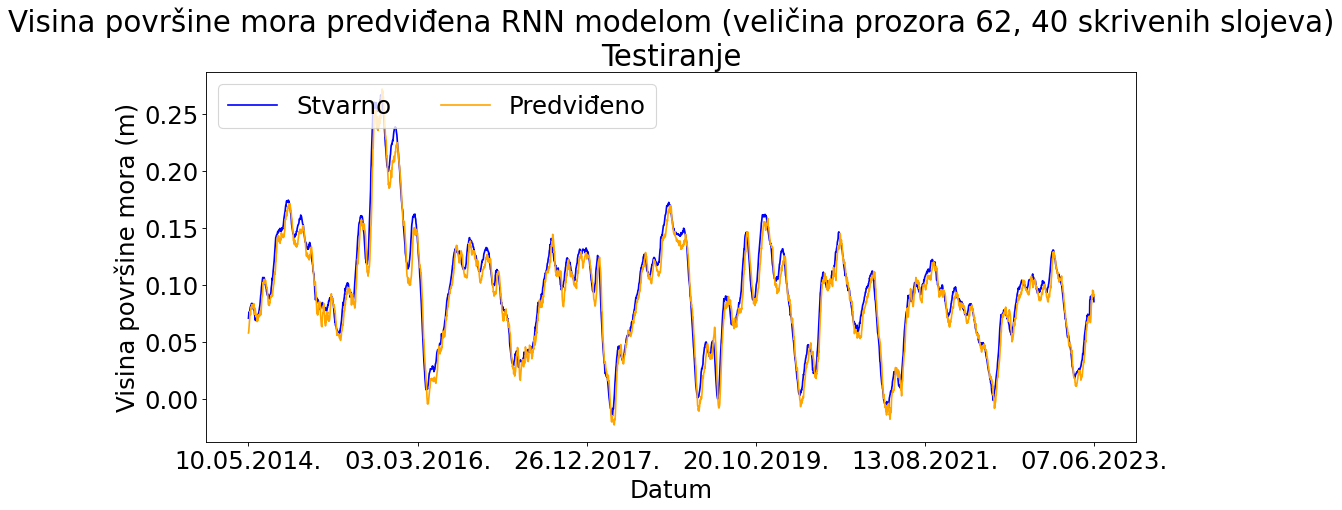 Visina površine mora predviđena RNN modelom (veličina prozora 62, 40 skrivenih slojeva)
Testiranje
Stvarno Predviđeno
Visina površine mora (m)
0.25
0.20
0.15
0.10
0.05
0.00
10.05.2014. 03.03.2016. 26.12.2017. 20.10.2019. 13.08.2021. 07.06.2023.
Datum